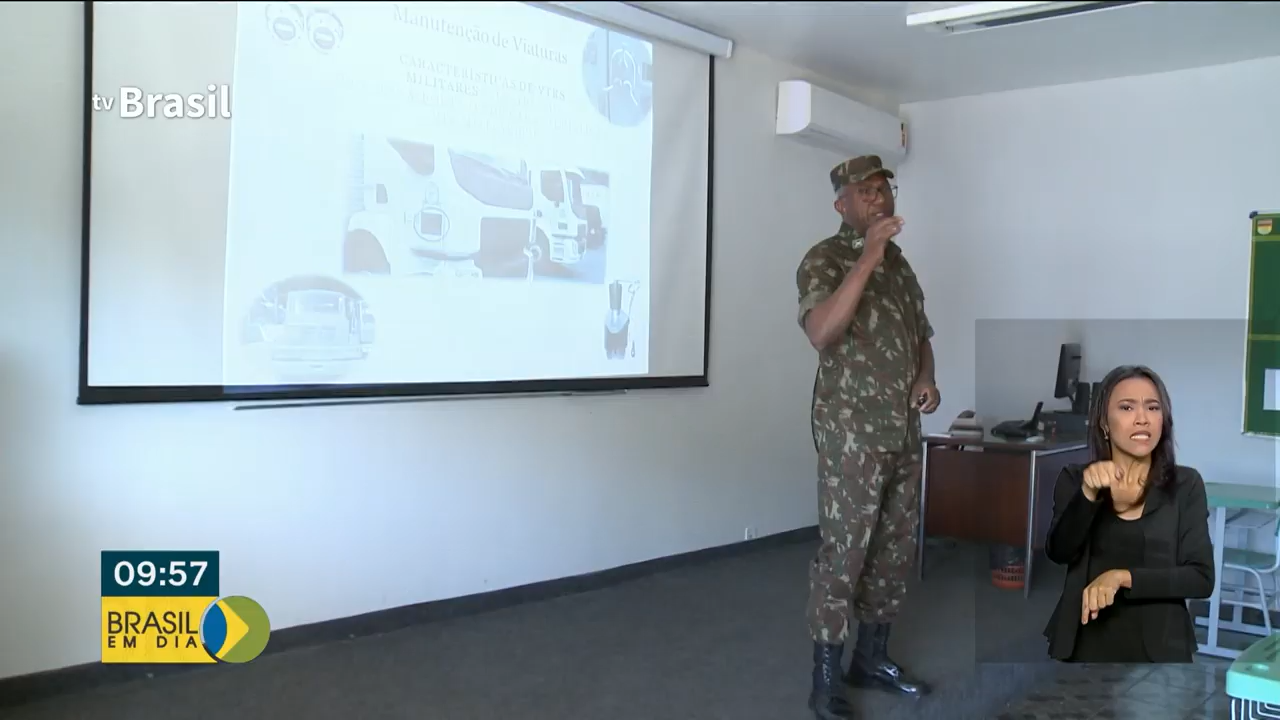 Manutenção de Viaturas
CARACTERÍSTICAS DE VTRS
MILITARES
tv Brasil
09:57
BRASIL
EM DIA